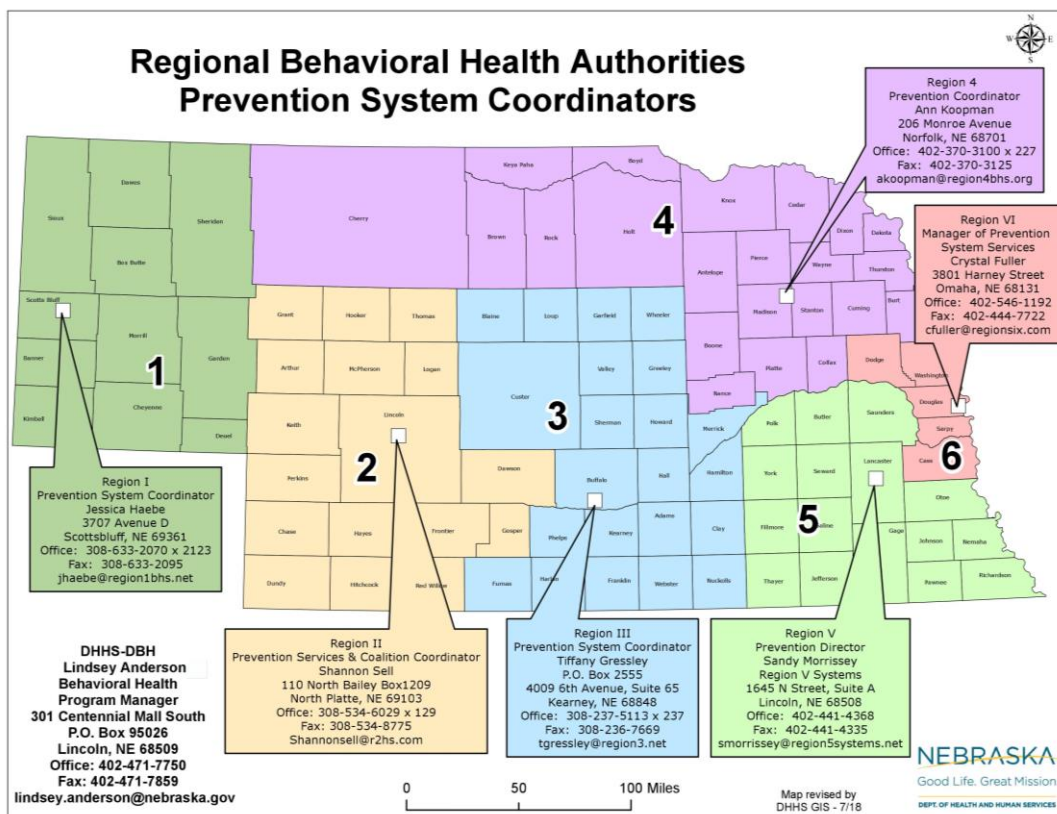 Regional Behavioral Health Authorities
Prevention System Coordinators
N
W
E
S
Region 4
Prevention Coordinator
Ann Koopman
206 Monroe Avenue
Norfolk, NE 68701
Office: 402-370-3100 x 227
Fax: 402-370-3125
akoopman@region4bhs.org
Region VI
Manager of Prevention
System Services
Crystal Fuller
3801 Harney Street
Omaha, NE 68131
Office: 402-546-1192
Fax: 402-444-7722
cfuller@regionsix.com
Sioux
Dawes
Sheridan
Box Butte
Scotts Bluff
Morrill
Garden
Banner
Kimball
Cheyenne
Deuel
1
Cherry
Keya Paha
Boyd
Brown
Rock
Holt
4
Knox
Cedar
Dixon
Dakota
Antelope
Pierce
Wayne
Thurston
Madison
Stanton
Cuming
Burt
Boone
Platte
Colfax
Nance
Grant
Hooker
Thomas
Arthur
McPherson
Logan
Keith
Lincoln
Perkins
2
Dawson
Chase
Hayes
Frontier
Gosper
Dundy
Hitchcock
Red Willow
Blaine
Loup
Garfield
Wheeler
Custer
Valley
Greeley
3
Sherman
Howard
Merrick
Buffalo
Hall
Hamilton
Phelps
Kearney
Adams
Clay
Furnas
Harlan
Franklin
Webster
Nuckolls
Dodge
Washington
Douglas
Sarpy
Cass
6
Polk
Butler
Saunders
York
Seward
Lancaster
Otoe
Fillmore
5
Saline
Gage
Johnson
Nemaha
Thayer
Jefferson
Pawnee
Richardson
Region I
Prevention System Coordinator
Jessica Haebe
3707 Avenue D
Scottsbluff, NE 69361
Office: 308-633-2070 x 2123
Fax: 308-633-2095
jhaebe@region1bhs.net
Region II
Prevention Services & Coalition Coordinator
Shannon Sell
110 North Bailey Box1209
North Platte, NE 69103
Office: 308-534-6029 x 129
Fax: 308-534-8775
Shannonsell@r2hs.com
Region III
Prevention System Coordinator
Tiffany Gressley
P.O. Box 2555
4009 6th Avenue, Suite 65
Kearney, NE 68848
Office: 308-237-5113 x 237
Fax: 308-236-7669
tgressley@region3.net
Region V
Prevention Director
Sandy Morrissey
Region V Systems
1645 N Street, Suite A
Lincoln, NE 68508
Office: 402-441-4368
Fax: 402-441-4335
smorrissey@region5systems.net
DHHS-DBH
Lindsey Anderson
Behavioral Health
Program Manager
301 Centennial Mall South
P.O. Box 95026
Lincoln, NE 68509
Office: 402-471-7750
Fax: 402-471-7859
lindsey.anderson@nebraska.gov
0 50 100 Miles
Map revised by
DHHS GIS - 7/18
NEBRASKA
Good Life. Great Mission.
DEPT. OF HEALTH AND HUMAN SERVICES